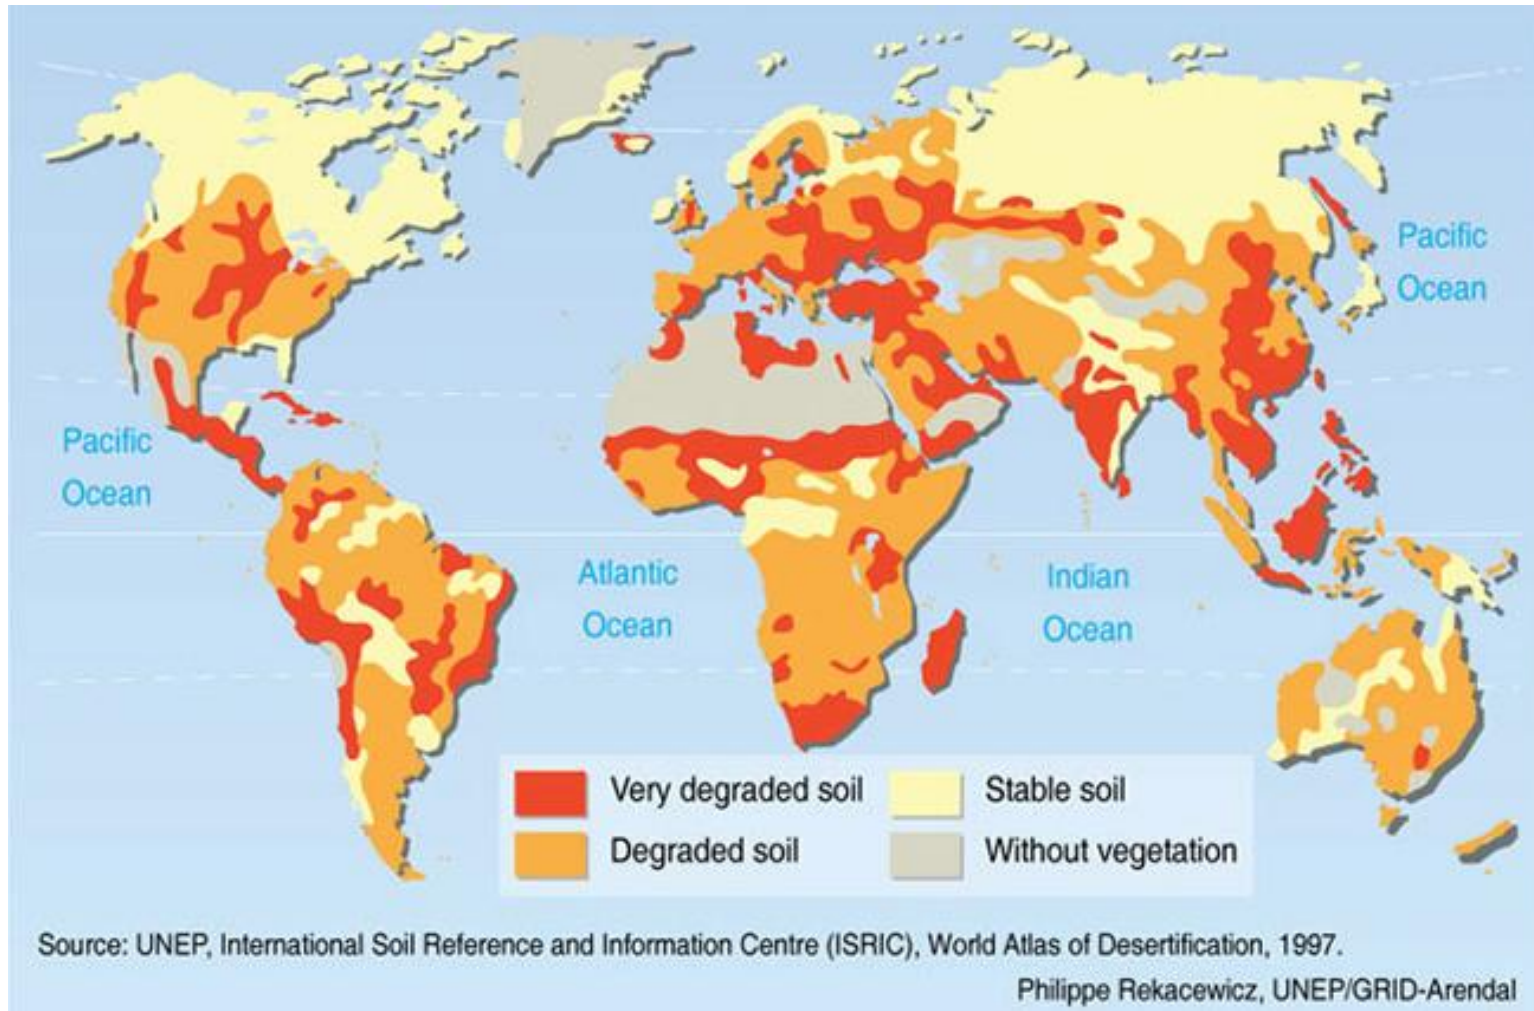 Pacific
Ocean
Pacific
Ocean
Atlantic
Ocean
Indian
Ocean
Very degraded soil
Stable soil
Degraded soil
Without vegetation
Source: UNEP, International Soil Reference and Information Centre (ISRIC), World Atlas of Desertification, 1997.
Philippe Rekacewicz, UNEP/GRID-Arendal